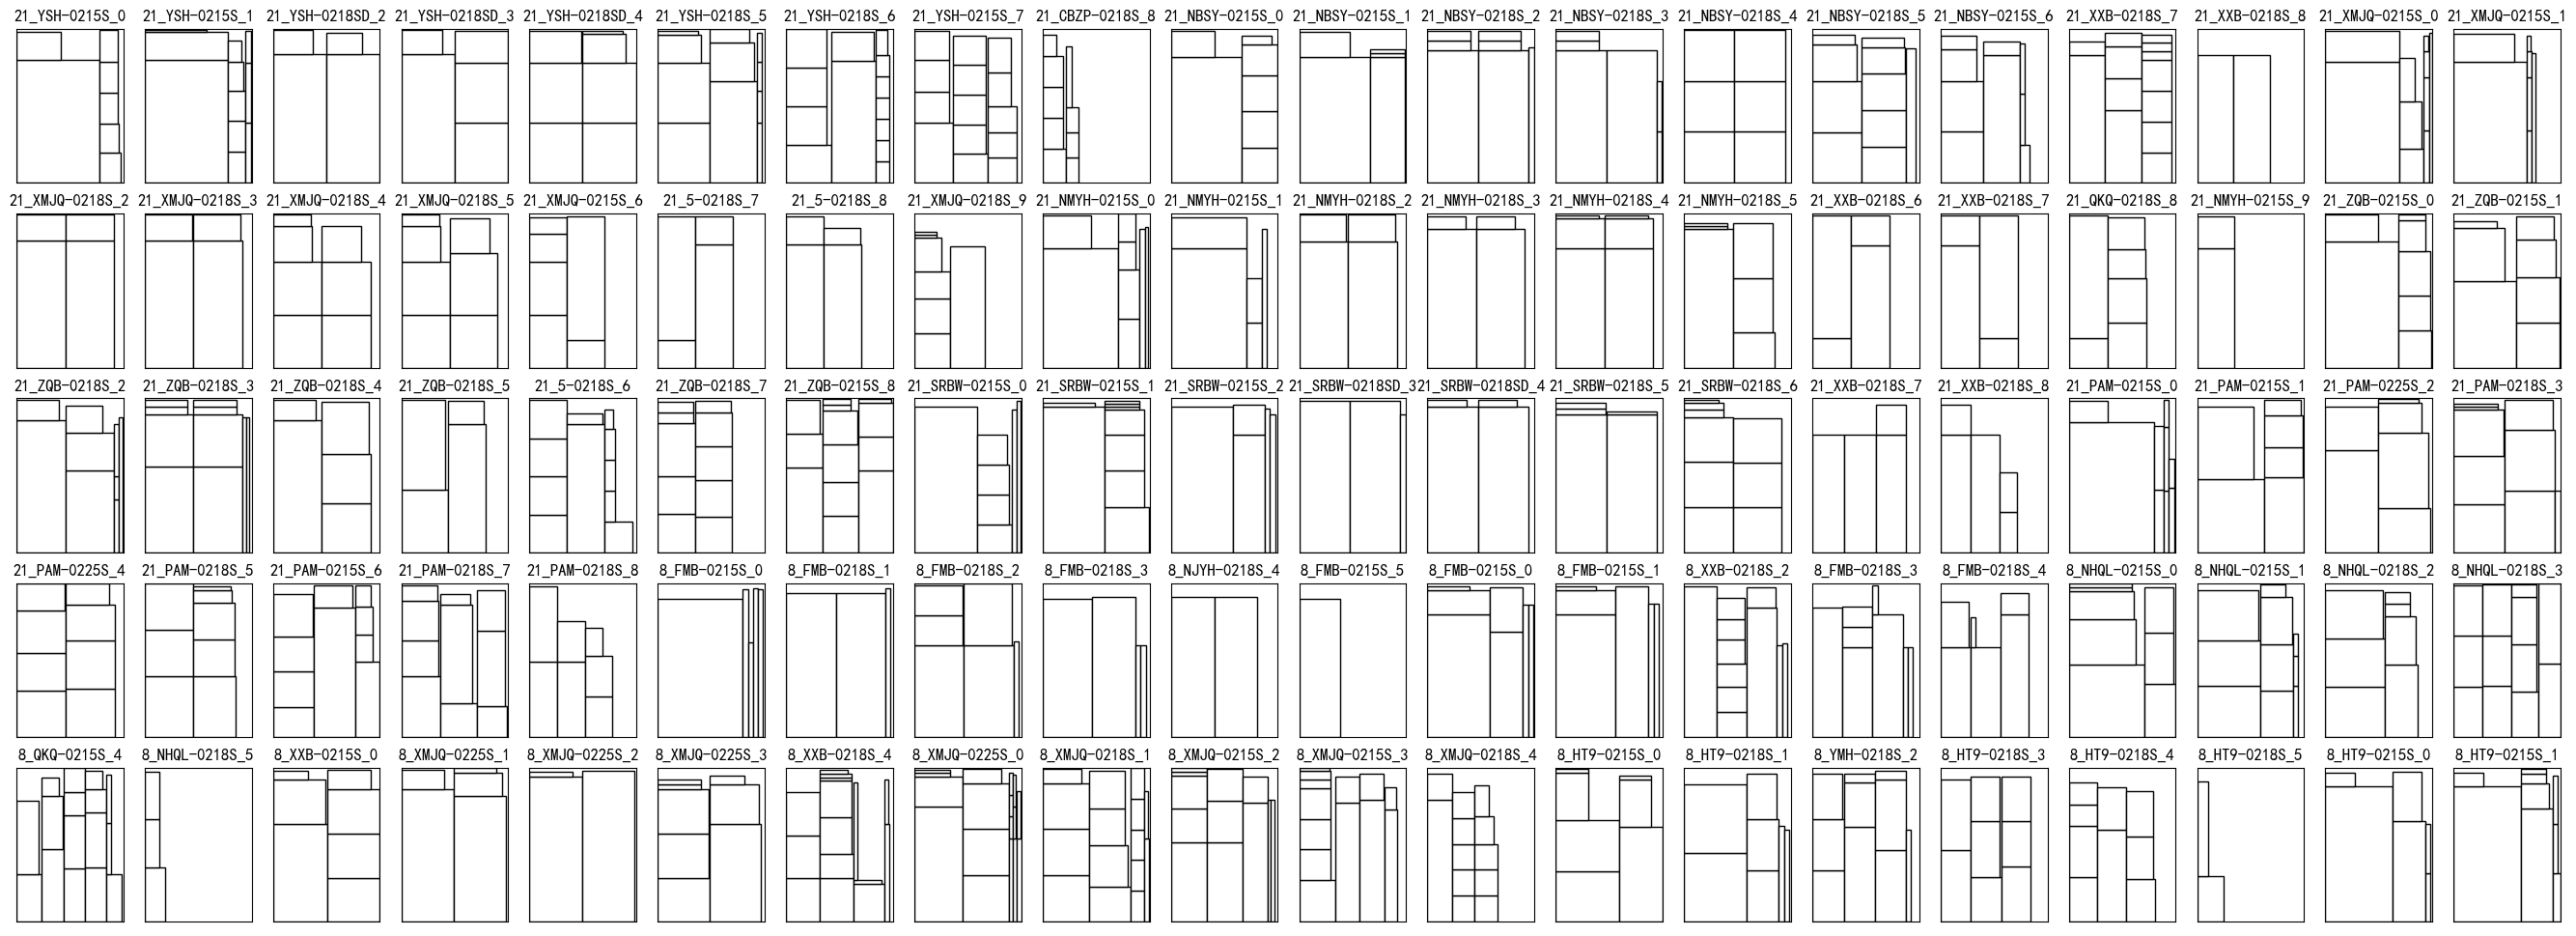 21_YSH-0215S_0 21_YSH-0215S_1 21_YSH-0218SD_2 21_YSH-0218SD_3 21_YSH-0218SD_4 21_YSH-0218S_5 21_YSH-0218S_6 21_YSH-0215S_7 21_CBZP-0218S_8 21_NBSY-0215S_0 21_NBSY-0215S_1 21_NBSY-0218S_2 21_NBSY-0218S_3 21_NBSY-0218S_4 21_NBSY-0218S_5 21_NBSY-0215S_6 21_XXB-0218S_7 21_XXB-0218S_8 21_XMJQ-0215S_0 21_XMJQ-0215S_1
21_XMJQ-0218S_2 21_XMJQ-0218S_3 21_XMJQ-0218S_4 21_XMJQ-0218S_5 21_XMJQ-0215S_6 21_5-0218S_7 21_5-0218S_8 21_XMJQ-0218S_9 21_NMYH-0215S_0 21_NMYH-0215S_1 21_NMYH-0218S_2 21_NMYH-0218S_3 21_NMYH-0218S_4 21_NMYH-0218S_5 21_XXB-0218S_6 21_XXB-0218S_7 21_QKQ-0218S_8 21_NMYH-0215S_9 21_ZQB-0215S_0 21_ZQB-0215S_1
21_ZQB-0218S_2 21_ZQB-0218S_3 21_ZQB-0218S_4 21_ZQB-0218S_5 21_5-0218S_6 21_ZQB-0218S_7 21_ZQB-0215S_8 21_SRBW-0215S_0 21_SRBW-0215S_1 21_SRBW-0215S_2 21_SRBW-0218SD_3 21_SRBW-0218SD_4 21_SRBW-0218S_5 21_SRBW-0218S_6 21_XXB-0218S_7 21_XXB-0218S_8 21_PAM-0215S_0 21_PAM-0215S_1 21_PAM-0225S_2 21_PAM-0218S_3
21_PAM-0225S_4 21_PAM-0218S_5 21_PAM-0215S_6 21_PAM-0218S_7 21_PAM-0218S_8 8_FMB-0215S_0 8_FMB-0218S_1 8_FMB-0218S_2 8_FMB-0218S_3 8_NJYH-0218S_4 8_FMB-0215S_5 8_FMB-0215S_0 8_FMB-0215S_1 8_XXB-0218S_2 8_FMB-0218S_3 8_FMB-0218S_4 8_NHQL-0215S_0 8_NHQL-0215S_1 8_NHQL-0218S_2 8_NHQL-0218S_3
8_QKQ-0215S_4 8_NHQL-0218S_5 8_XXB-0215S_0 8_XMJQ-0225S_1 8_XMJQ-0225S_2 8_XMJQ-0225S_3 8_XXB-0218S_4 8_XMJQ-0225S_0 8_XMJQ-0218S_1 8_XMJQ-0215S_2 8_XMJQ-0215S_3 8_XMJQ-0218S_4 8_HT9-0215S_0 8_HT9-0218S_1 8_YMH-0218S_2 8_HT9-0218S_3 8_HT9-0218S_4 8_HT9-0218S_5 8_HT9-0215S_0 8_HT9-0215S_1